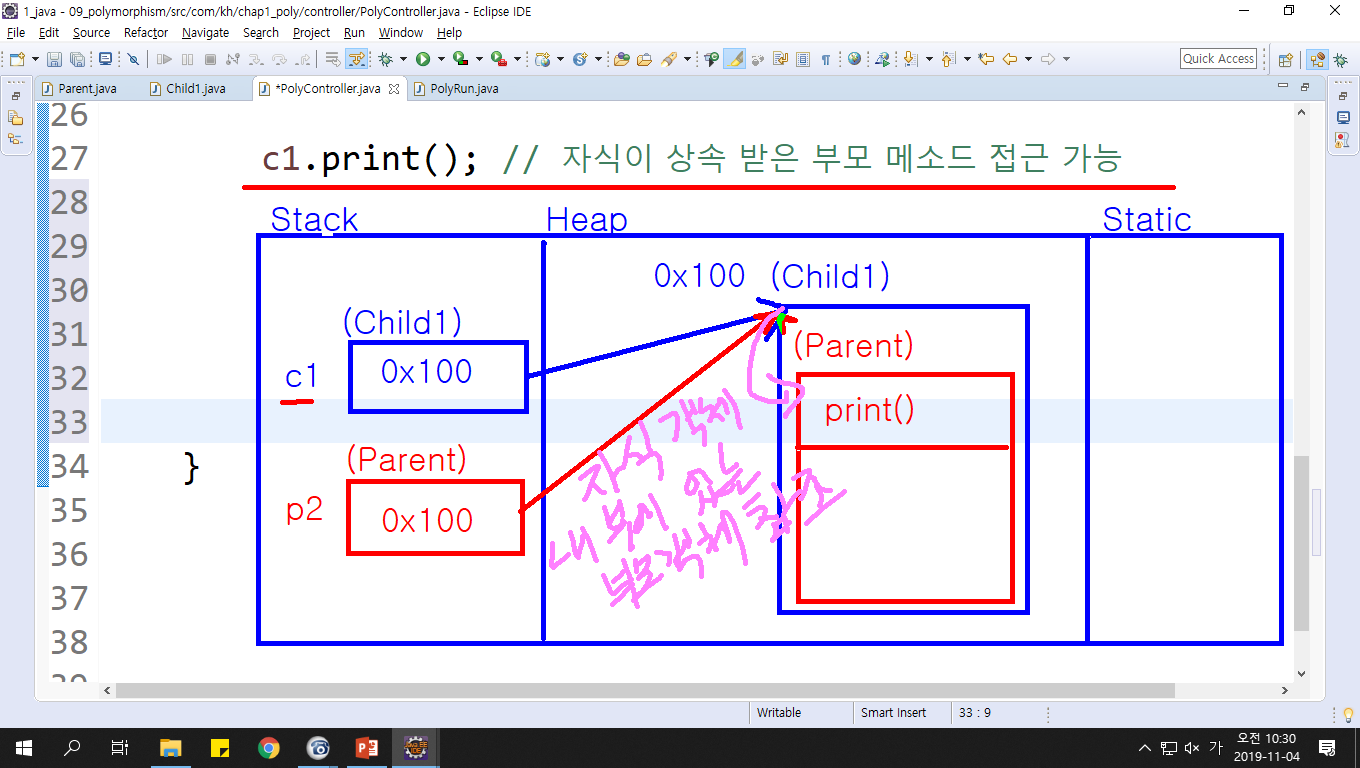 1_java - 09_polymorphism/src/com/kh/chap1_poly/controller/PolyController.java - Eclipse IDE
File Edit Source Refactor Navigate Search Project Run Window Help
Quick Access
Parent.java Child1.java *PolyController.java PolyRun.java
26
27 c1.print(); // 자식이 상속 받은 부모 메소드 접근 가능
28 Stack Heap Static
29
30 0x100 (Child1)
31 (Child1) (Parent)
32 c1 0x100
33 print()
34 } (Parent)
35 p2 0x100
36
37
38
자식 객체
내부에 있는
부모객체 참조
Writable Smart Insert 33 : 9
가 오전 10:30
2019-11-04